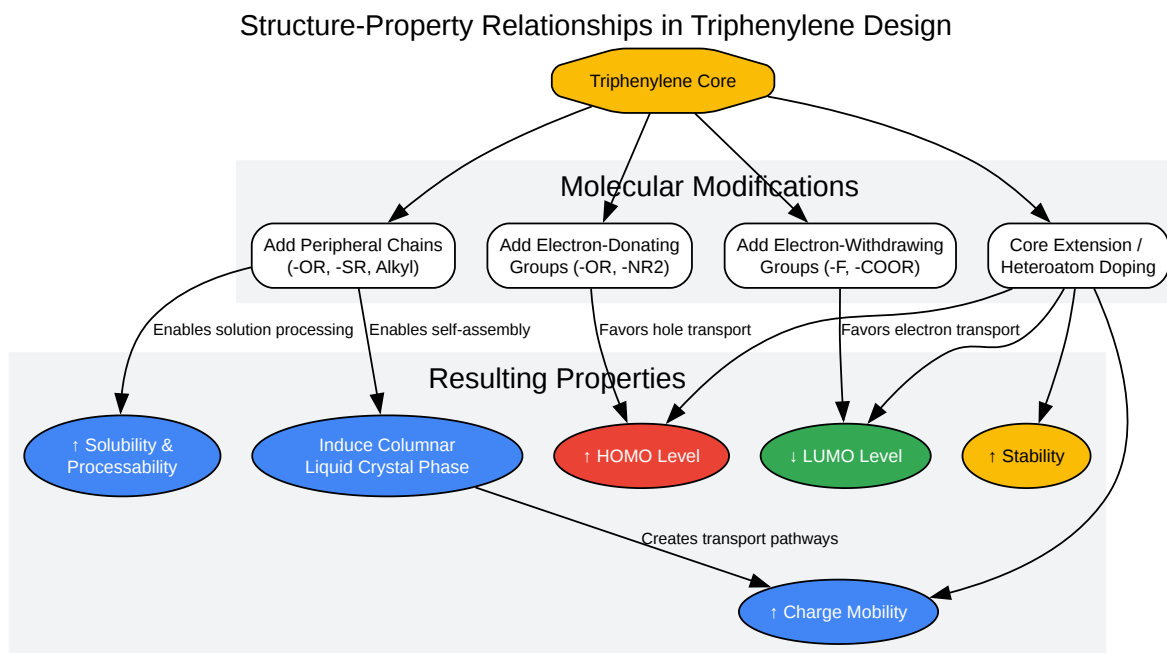 Structure-Property Relationships in Triphenylene Design
Triphenylene Core
Molecular Modifications
Add Peripheral Chains
(-OR, -SR, Alkyl)
Add Electron-Donating
Groups (-OR, -NR2)
Add Electron-Withdrawing
Groups (-F, -COOR)
Core Extension /
Heteroatom Doping
Enables solution processing
Enables self-assembly
Favors hole transport
Favors electron transport
Resulting Properties
↑ Solubility &
Processability
Induce Columnar
Liquid Crystal Phase
↑ HOMO Level
↓ LUMO Level
↑ Stability
Creates transport pathways
↑ Charge Mobility